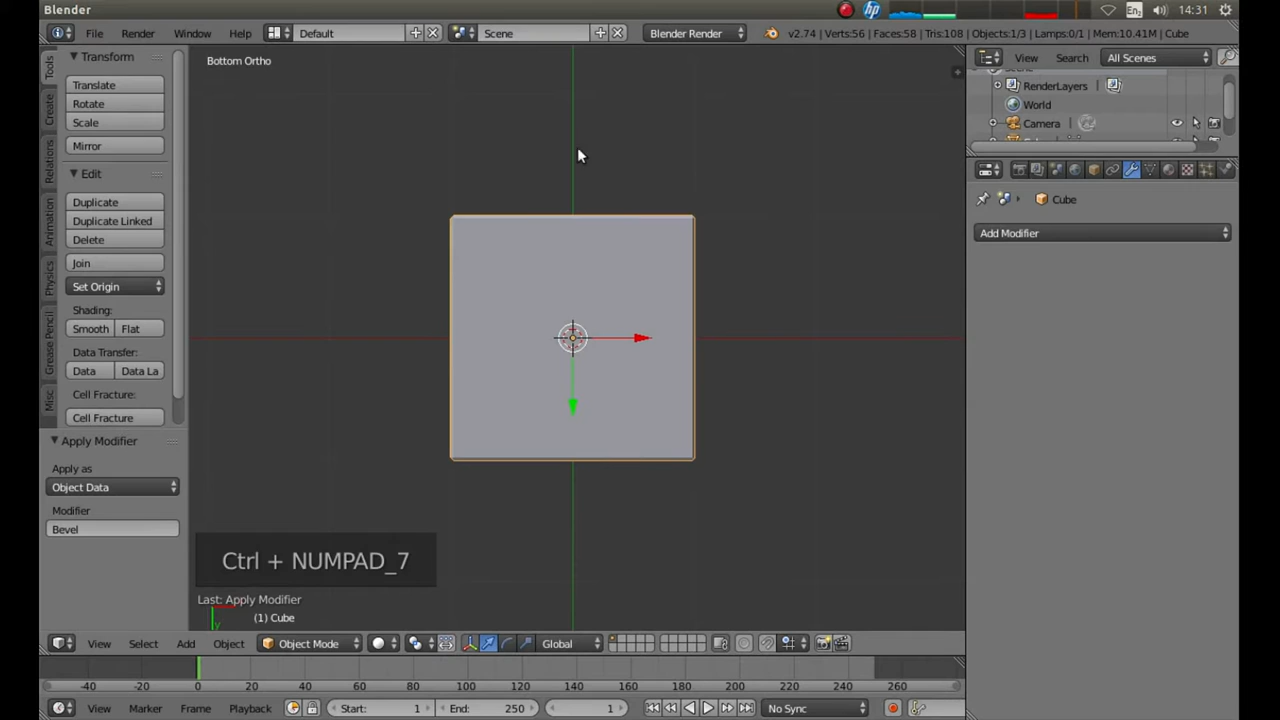 Blender
En2
14:31
File
Render
Window
Help
Default
Scene
Blender Render
v2.74 | Verts:56 | Faces:58 | Tris:108 | Objects:1/3 | Lamps:0/1 | Mem:10.41M | Cube
Tools
Create
Relations
Animation
Physics
Grease Pencil
Misc
Transform
Translate
Rotate
Scale
Mirror
Edit
Duplicate
Duplicate Linked
Delete
Join
Set Origin
Shading:
Smooth
Flat
Data Transfer:
Data
Data La
Cell Fracture:
Cell Fracture
Apply Modifier
Apply as
Object Data
Modifier
Bevel
Bottom Ortho
Ctrl + NUMPAD_7
Last: Apply Modifier
y
(1) Cube
View
Select
Add
Object
Object Mode
Global
View
Search
All Scenes
RenderLayers
World
Camera
Cube
Add Modifier
-40
-20
0
20
40
60
80
100
120
140
160
180
200
220
240
260
View
Marker
Frame
Playback
Start:
1
End:
250
1
No Sync